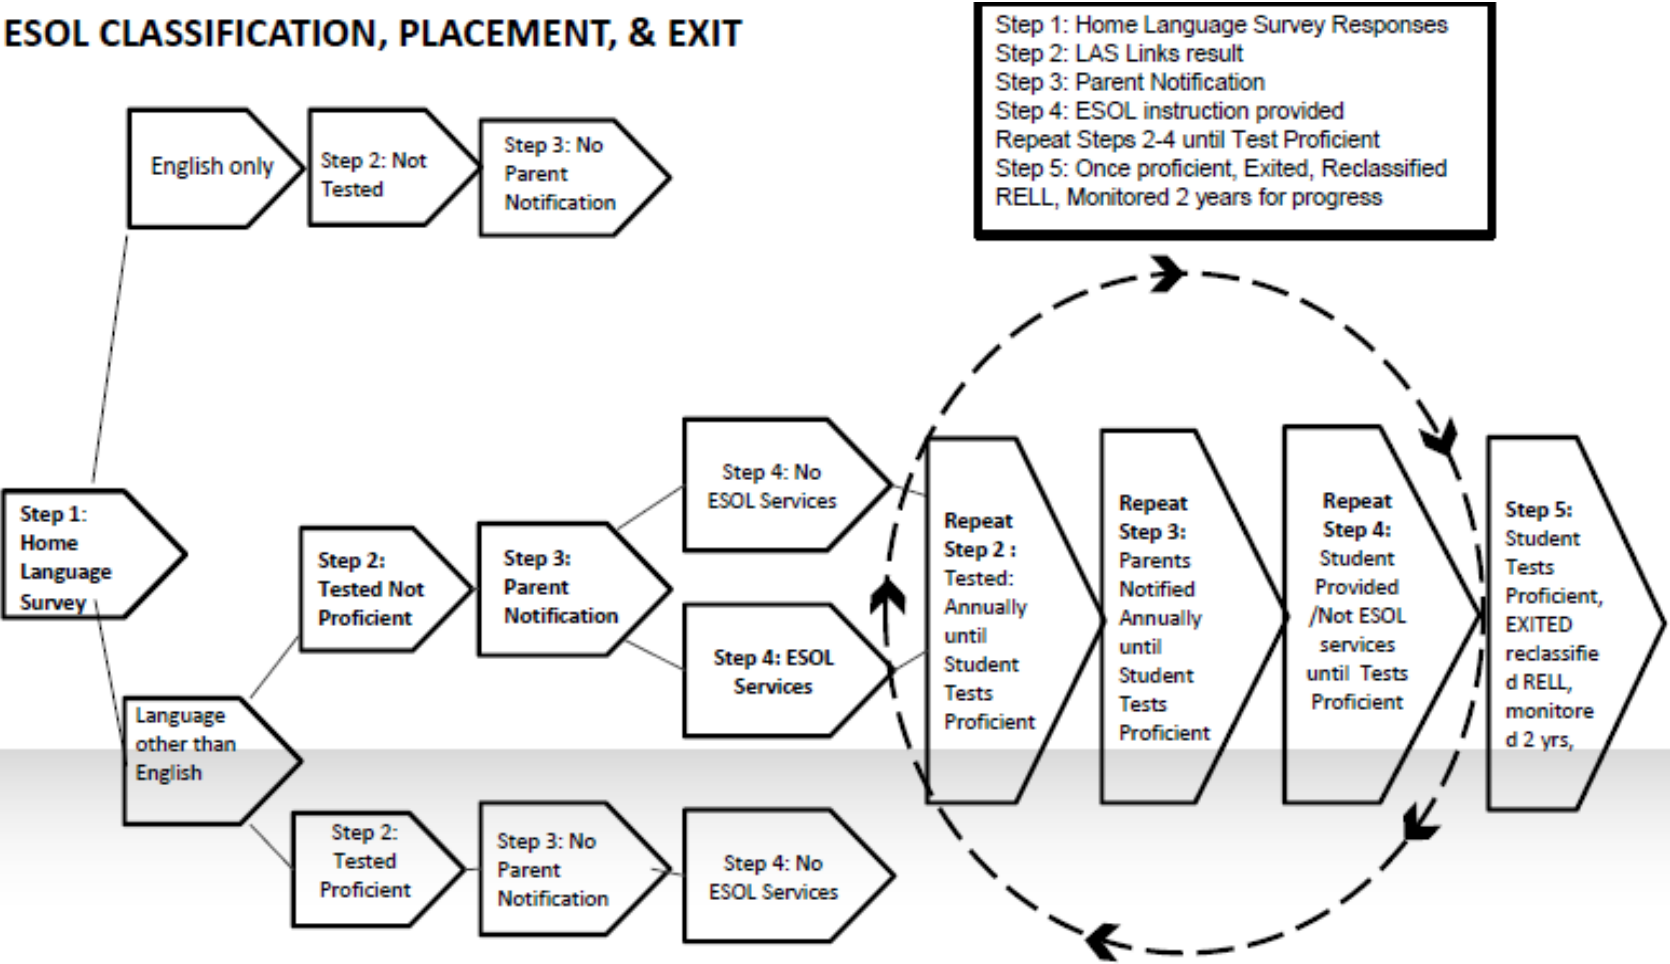 ESOL CLASSIFICATION, PLACEMENT, & EXIT
Step 1: Home Language Survey Responses
Step 2: LAS Links result
Step 3: Parent Notification
Step 4: ESOL instruction provided
Repeat Steps 2-4 until Test Proficient
Step 5: Once proficient, Exited, Reclassified
RELL, Monitored 2 years for progress
English only
Step 2: Not
Tested
Step 3: No
Parent
Notification
Step 1:
Home
Language
Survey
Language
other than
English
Step 2:
Tested Not
Proficient
Step 3:
Parent
Notification
Step 4: No
ESOL Services
Step 4: ESOL
Services
Step 2:
Tested
Proficient
Step 3: No
Parent
Notification
Step 4: No
ESOL Services
Repeat
Step 2 :
Tested:
Annually
until
Student
Tests
Proficient
Repeat
Step 3:
Parents
Notified
Annually
until
Student
Tests
Proficient
Repeat
Step 4:
Student
Provided
/Not ESOL
services
until Tests
Proficient
Step 5:
Student
Tests
Proficient,
EXITED
reclassifie
d RELL,
monitore
d 2 yrs,